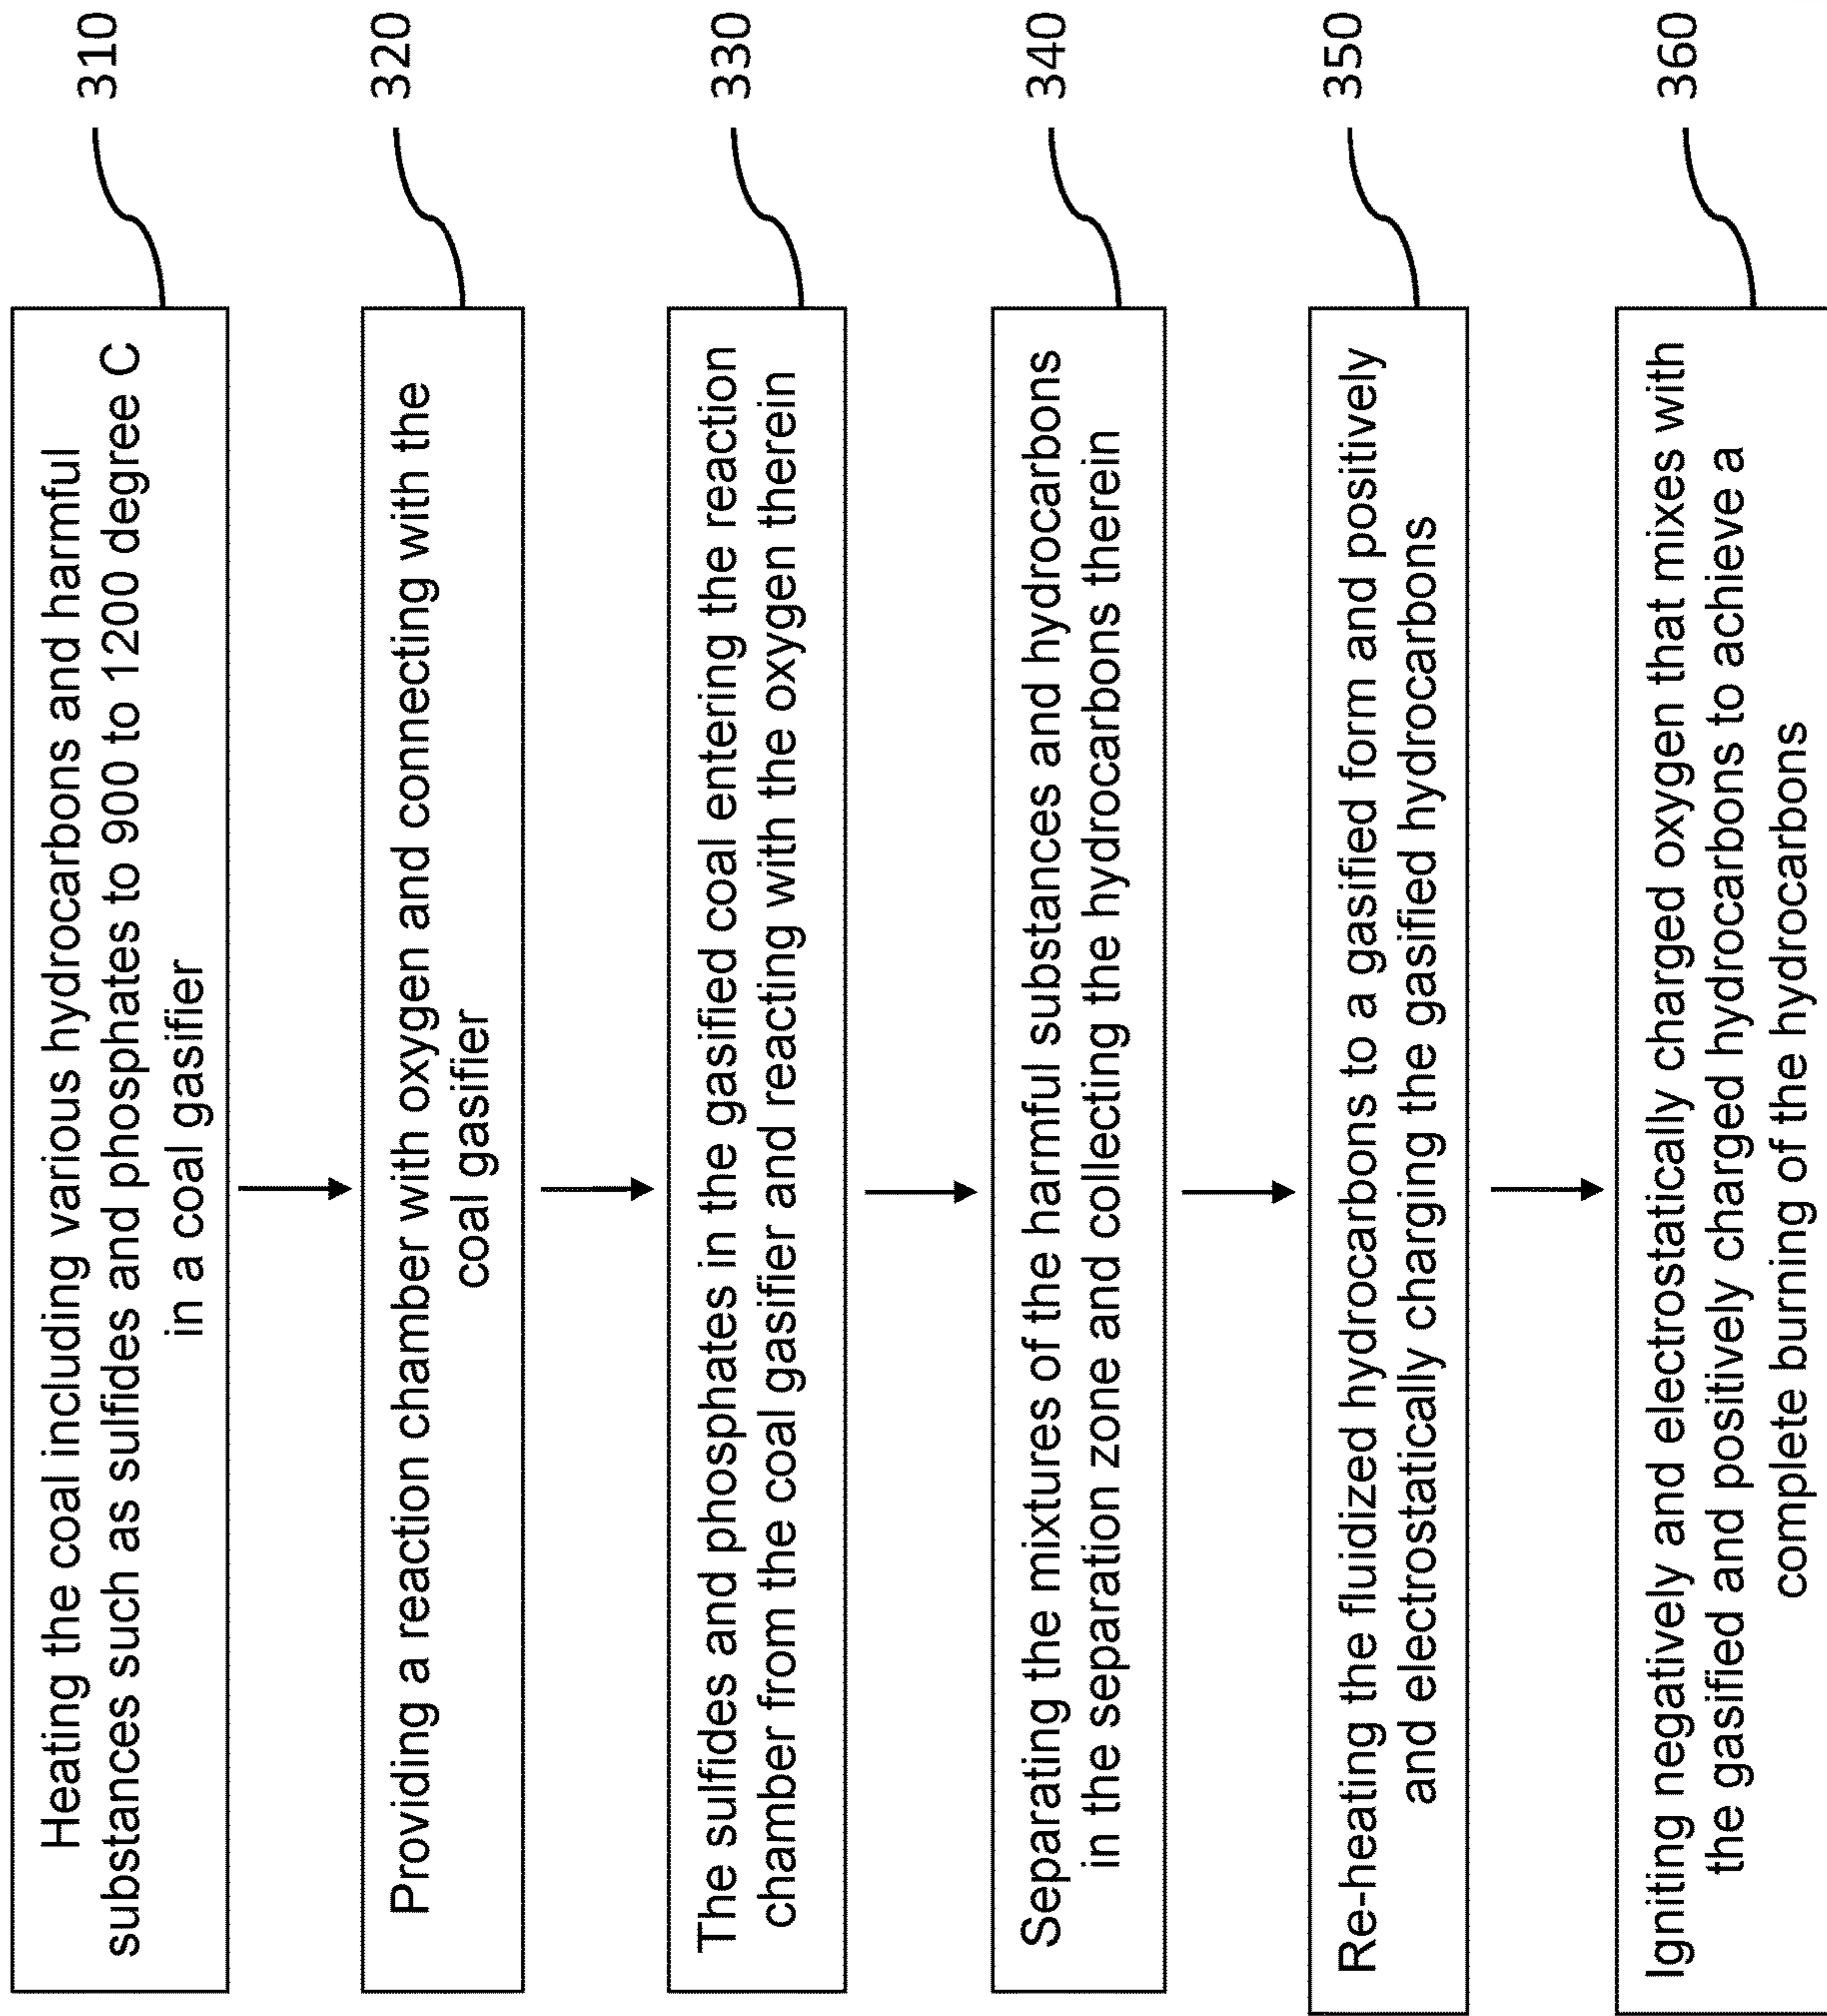 Heating the coal including various hydrocarbons and harmful
substances such as sulfides and phosphates to 900 to 1200 degree C
in a coal gasifier
310
Providing a reaction chamber with oxygen and connecting with the
coal gasifier
320
The sulfides and phosphates in the gasified coal entering the reaction
chamber from the coal gasifier and reacting with the oxygen therein
330
Separating the mixtures of the harmful substances and hydrocarbons
in the separation zone and collecting the hydrocarbons therein
340
Re-heating the fluidized hydrocarbons to a gasified form and positively
and electrostatically charging the gasified hydrocarbons
350
Igniting negatively and electrostatically charged oxygen that mixes with
the gasified and positively charged hydrocarbons to achieve a
complete burning of the hydrocarbons
360